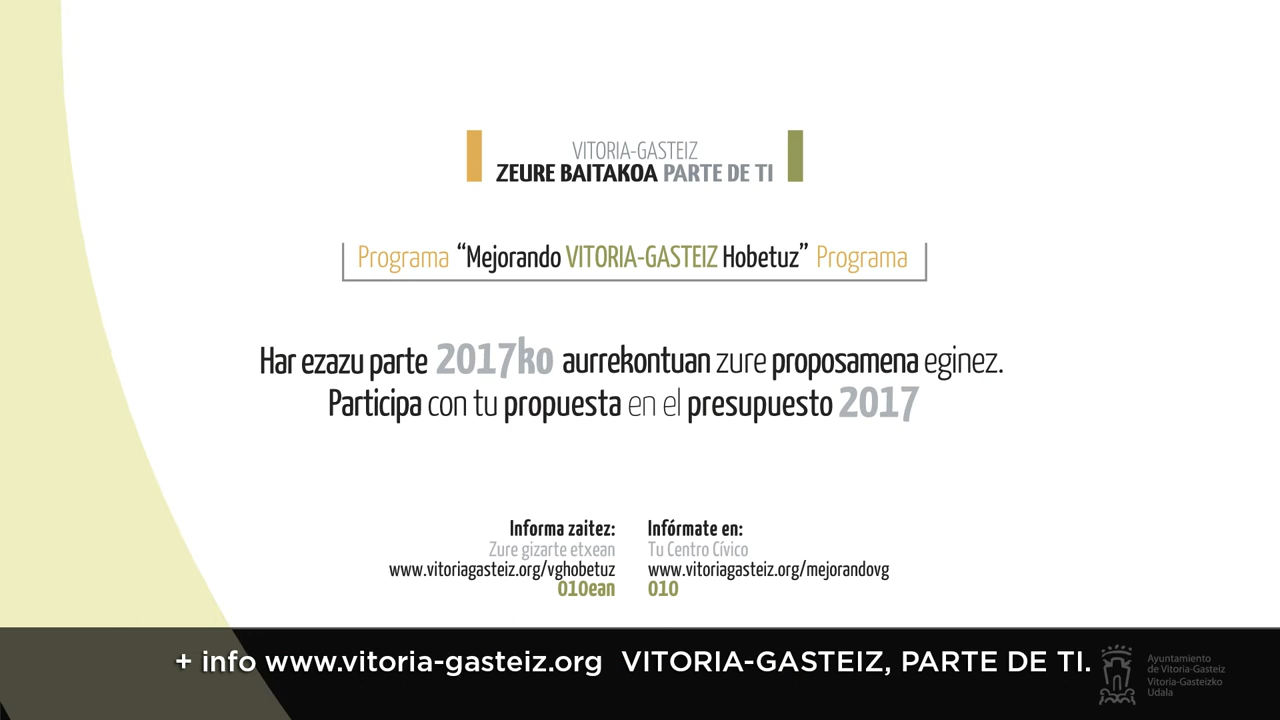 VITORIA-GASTEIZ
ZEURE BAITAKOA PARTE DE TI
Programa “Mejorando VITORIA-GASTEIZ Hobetuz” Programa
Har ezazu parte 2017ko aurrekontuan zure proposamena eginez.
Participa con tu propuesta en el presupuesto 2017
Informa zaitez:
Zure gizarte etxean
www.vitoriagasteiz.org/vghobetuz
010ean
Infórmate en:
Tu Centro Cívico
www.vitoriagasteiz.org/mejorandovg
010
+ info www.vitoria-gasteiz.org VITORIA-GASTEIZ, PARTE DE TI.
Ayuntamiento
de Vitoria-Gasteiz
Vitoria-Gasteizko
Udala